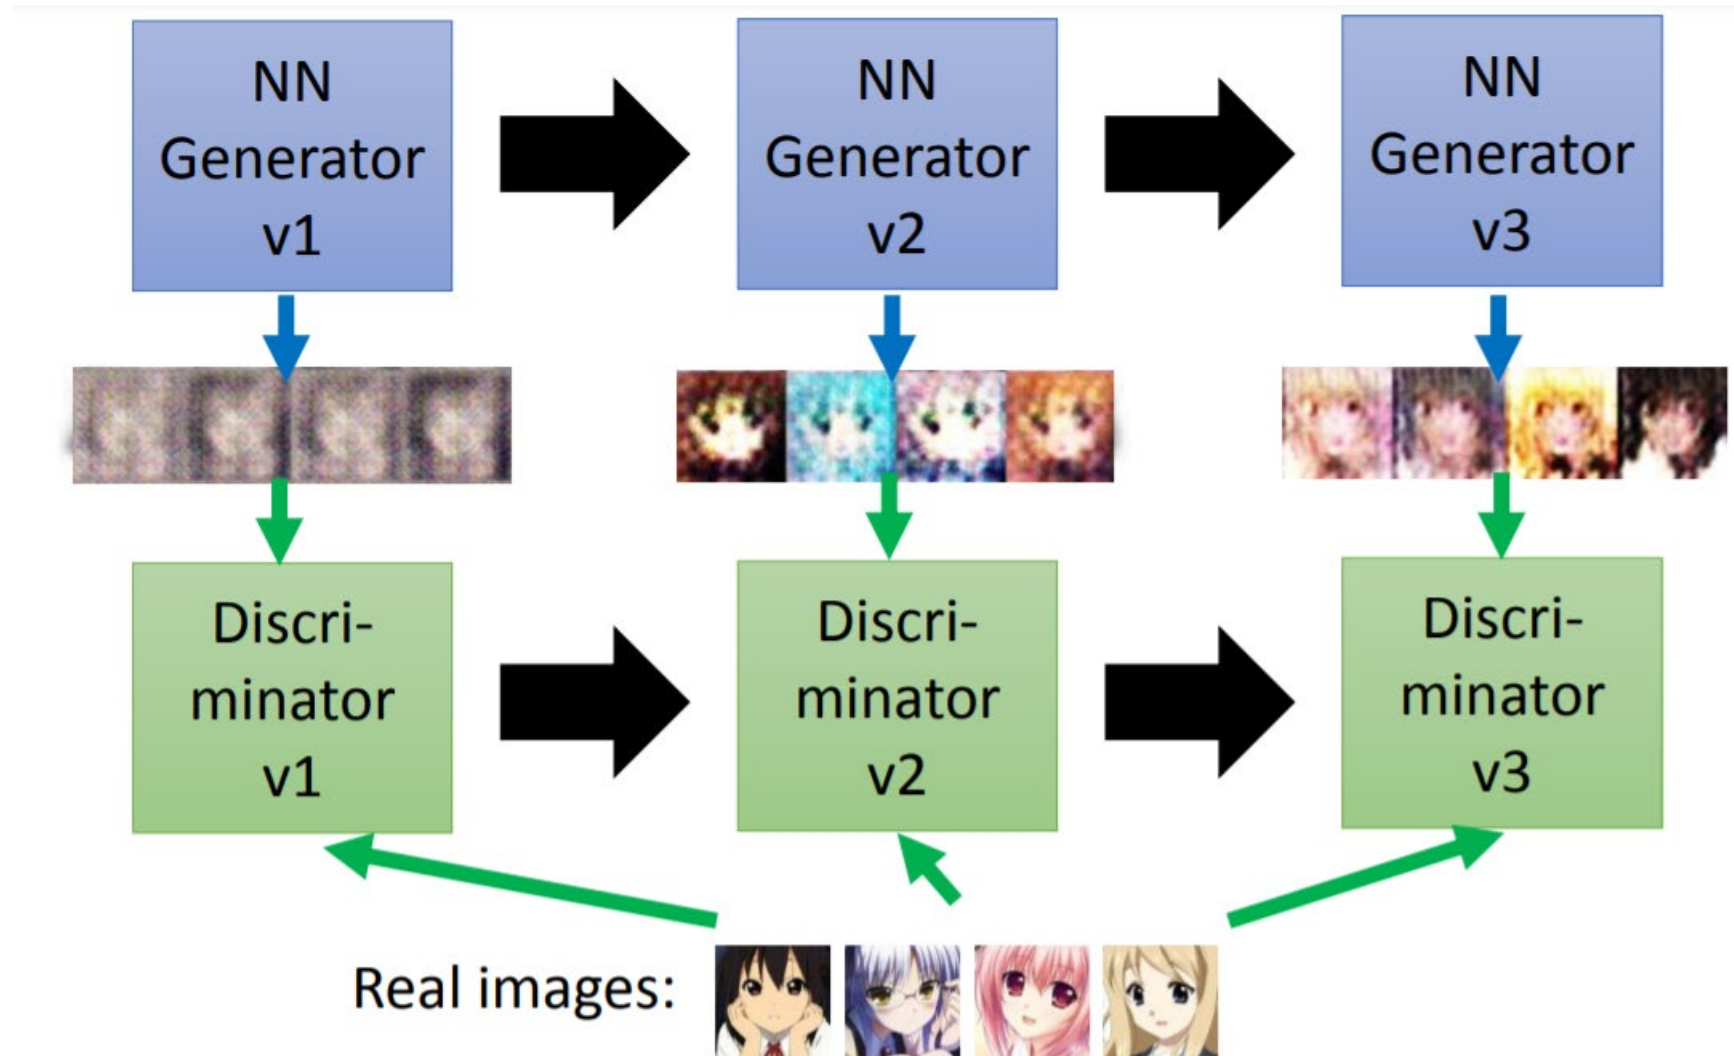 NN
Generator
v1
NN
Generator
v2
NN
Generator
v3
Discri-
minator
v1
Discri-
minator
v2
Discri-
minator
v3
Real images: